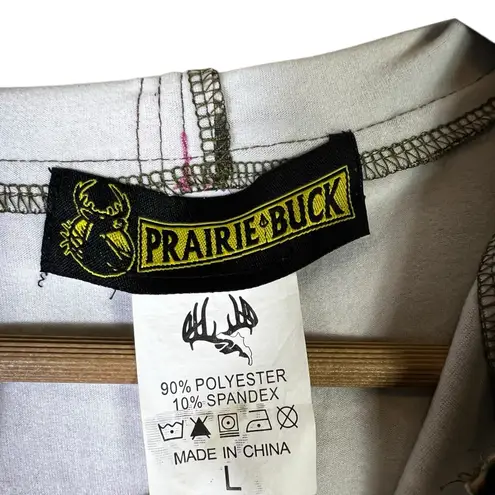 PRAIRIE & BUCK
90% POLYESTER
10% SPANDEX
MADE IN CHINA
L